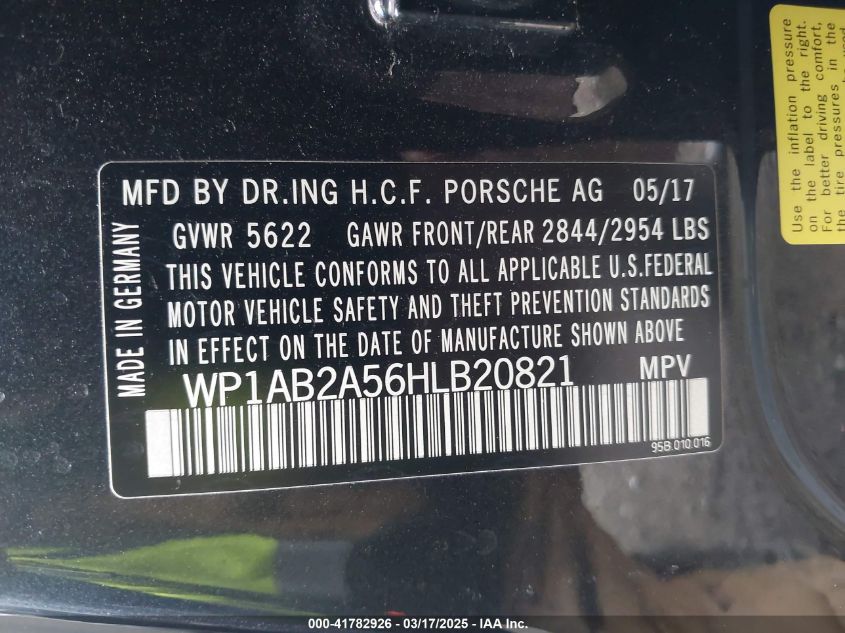 MFD BY DR.ING H.C.F. PORSCHE AG 05/17
GVWR 5622 GAWR FRONT/REAR 2844/2954 LBS
THIS VEHICLE CONFORMS TO ALL APPLICABLE U.S.FEDERAL
MOTOR VEHICLE SAFETY AND THEFT PREVENTION STANDARDS
IN EFFECT ON THE DATE OF MANUFACTURE SHOWN ABOVE
WP1AB2A56HLB20821 MPV
95B.010.016
MADE IN GERMANY
Use the inflation pressure
on the label to the right.
For better driving comfort,
the tire pressures in the
000-41782926 - 03/17/2025 - IAA Inc.